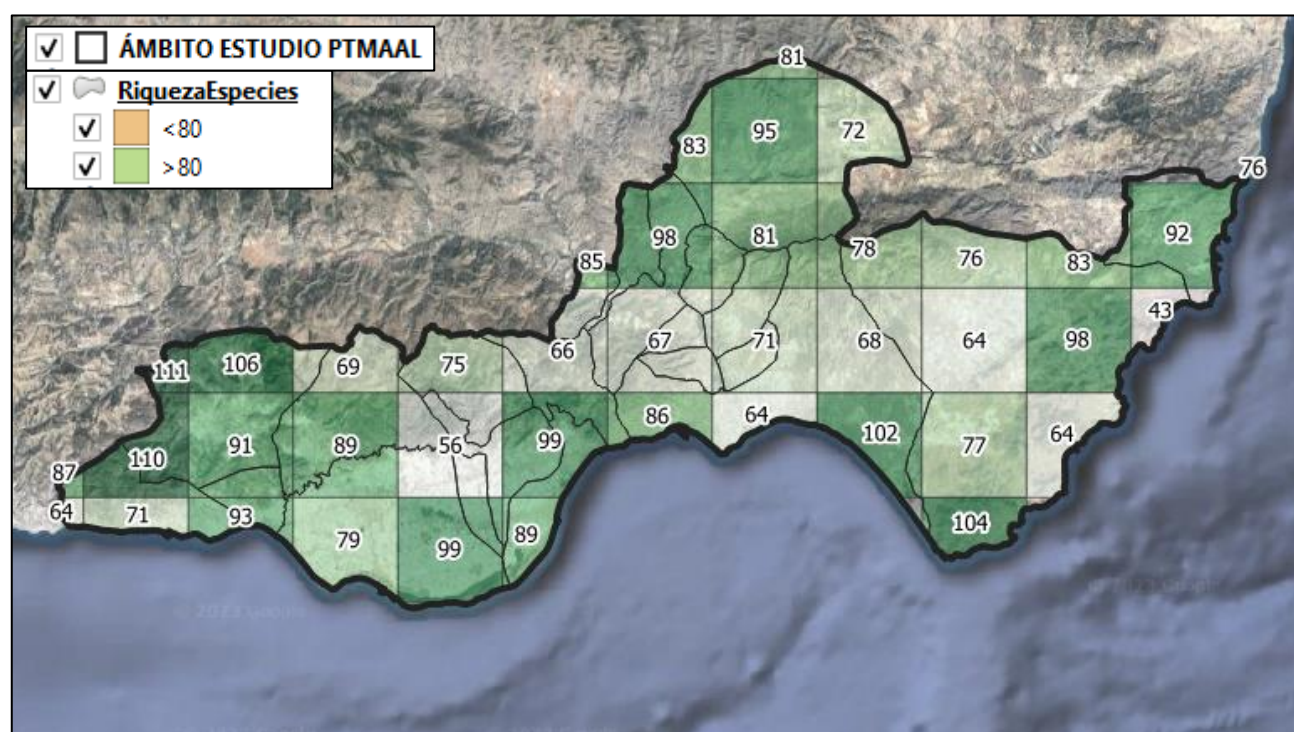 ÁMBITO ESTUDIO PTMAAL
RiquezaEspecies
<80
>80
81
83 95 72
76
98 81 78 76 83 92
85
43
66 67 71 68 64 98
111 106 69 75
86 64 102 77 64
87 110 91 89 56 99
64 71 93 79 99 89 104